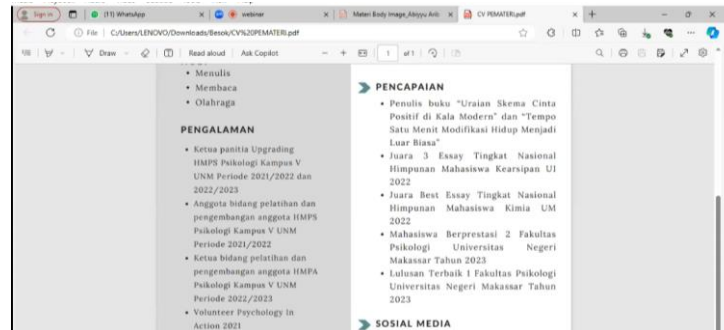 Sign in
(11) WhatsApp
webinar
Materi Body Image_Abiyyu Anb
CV PEMATERI.pdf
File
C:/Users/LENOVO/Downloads/Besok/CV%20PEMATERI.pdf
Draw
Read aloud
Ask Copilot
1
of 1
Menulis
Membaca
Olahraga
PENGALAMAN
Ketua panitia Upgrading
HMPS Psikologi Kampus V
UNM Periode 2021/2022 dan
2022/2023
Anggota bidang pelatihan dan
pengembangan anggota HMPS
Psikologi Kampus V UNM
Periode 2021/2022
Ketua bidang pelatihan dan
pengembangan anggota HMPA
Psikologi Kampus V UNM
Periode 2022/2023
Volunteer Psychology In
Action 2021
PENCAPAIAN
Penulis buku "Uraian Skema Cinta
Positif di Kala Modern" dan "Tempo
Satu Menit Modifikasi Hidup Menjadi
Luar Biasa"
Juara 3 Essay Tingkat Nasional
Himpunan Mahasiswa Kearsipan UI
2022
Juara Best Essay Tingkat Nasional
Himpunan Mahasiswa Kimia UM
2022
Mahasiswa Berprestasi 2 Fakultas
Psikologi Universitas Negeri
Makassar Tahun 2023
Lulusan Terbaik 1 Fakultas Psikologi
Universitas Negeri Makassar Tahun
2023
SOSIAL MEDIA